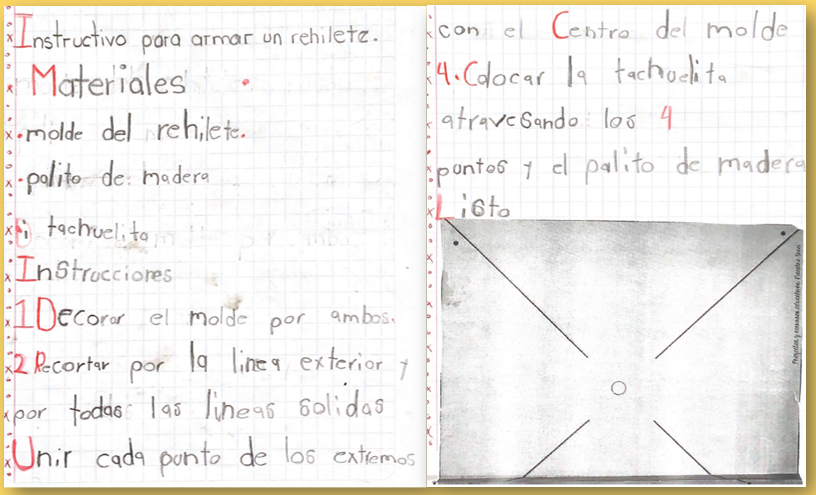 Instructivo para armar un rehilete.
Materiales
• molde del rehilete.
• palito de madera
tachuelita
Instrucciones
1 Decorar el molde por ambos.
2 Recortar por la linea exterior y
por todas las lineas solidas
Unir cada punto de los extremos
con el Centro del molde
4. Colocar la tachuelita
atravesando los 4
puntos y el palito de madera
Listo